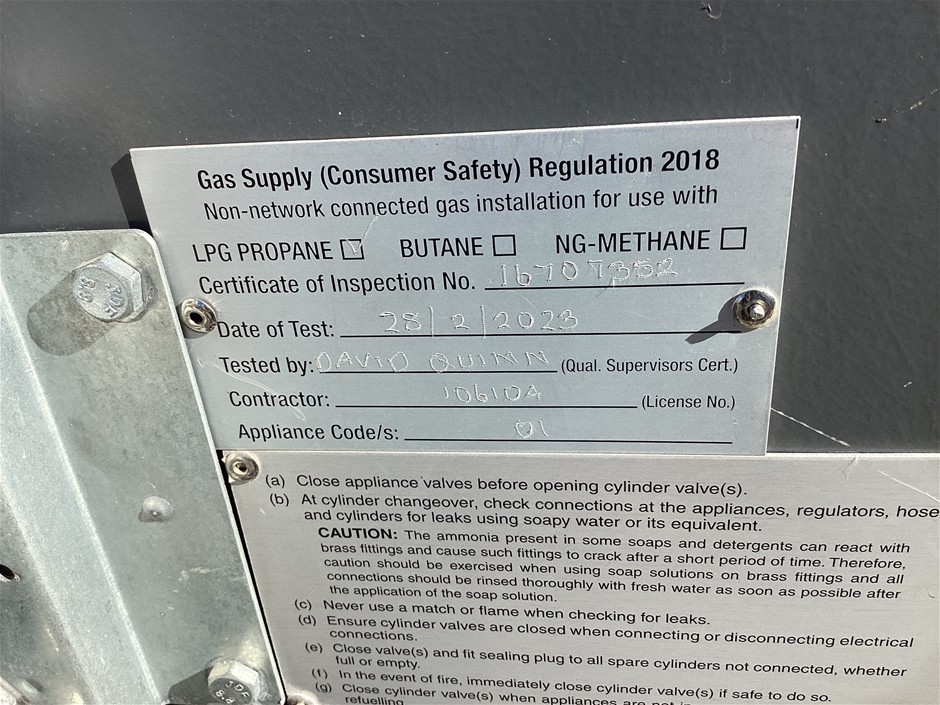 Gas Supply (Consumer Safety) Regulation 2018
Non-network connected gas installation for use with
LPG PROPANE ☑ BUTANE ☐ NG-METHANE ☐
Certificate of Inspection No. 16707352
Date of Test: 28/2/2023
Tested by: DAVID QUINN (Qual. Supervisors Cert.)
Contractor: 10610A (License No.)
Appliance Code/s: 01
(a) Close appliance valves before opening cylinder valve(s).
(b) At cylinder changeover, check connections at the appliances, regulators, hose
and cylinders for leaks using soapy water or its equivalent.
CAUTION: The ammonia present in some soaps and detergents can react with
brass fittings and cause such fittings to crack after a short period of time. Therefore,
caution should be exercised when using soap solutions on brass fittings and all
connections should be rinsed thoroughly with fresh water as soon as possible after
the application of the soap solution.
(c) Never use a match or flame when checking for leaks.
(d) Ensure cylinder valves are closed when connecting or disconnecting electrical
connections.
(e) Close valve(s) and fit sealing plug to all spare cylinders not connected, whether
full or empty.
(f) In the event of fire, immediately close cylinder valve(s) if safe to do so.
(g) Close cylinder valve(s) when appliances are not in
refuelling
8.8